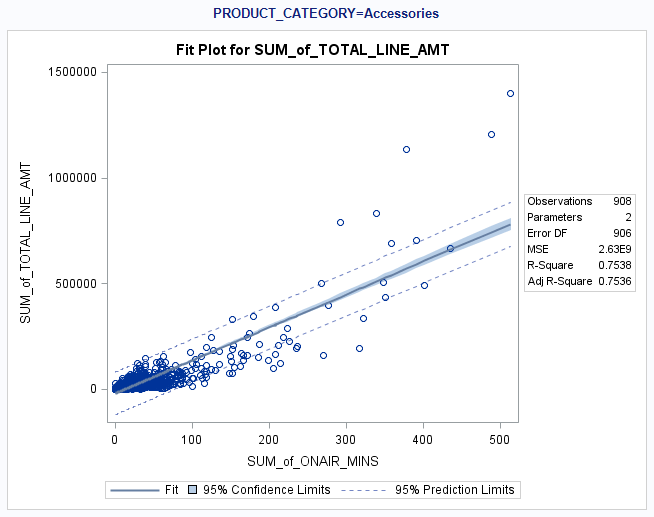 PRODUCT_CATEGORY=Accessories
Fit Plot for SUM_of_TOTAL_LINE_AMT
SUM_of_TOTAL_LINE_AMT
1500000
1000000
500000
0
0 100 200 300 400 500
SUM_of_ONAIR_MINS
Observations 908
Parameters 2
Error DF 906
MSE 2.63E9
R-Square 0.7538
Adj R-Square 0.7536
Fit 95% Confidence Limits 95% Prediction Limits